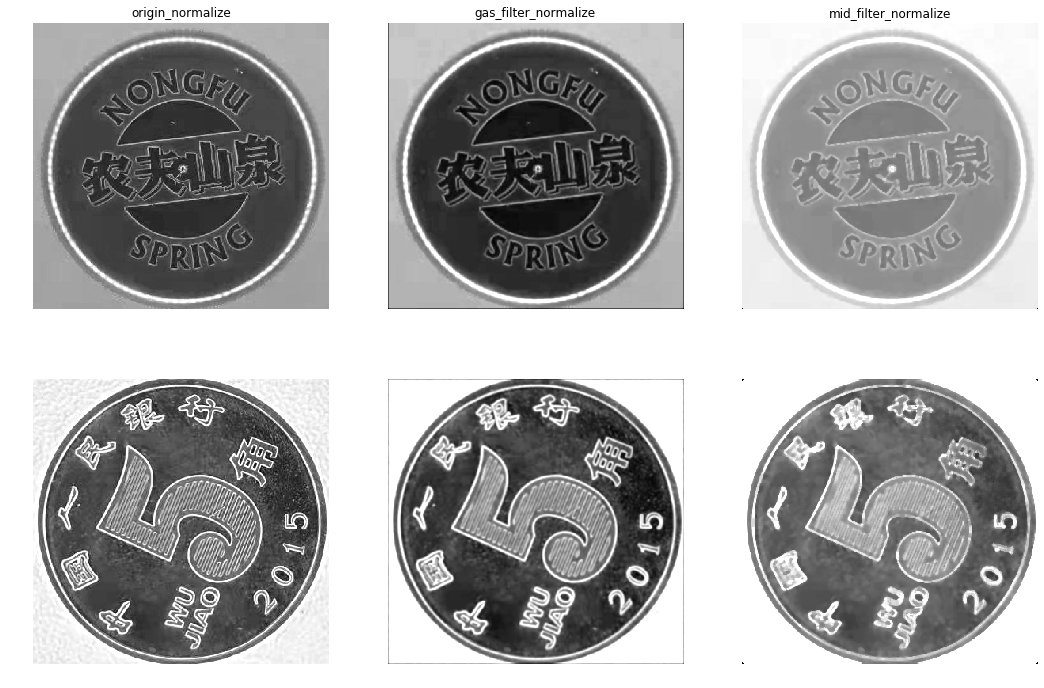 origin_normalize
gas_filter_normalize
mid_filter_normalize
NONGFU
农夫山泉
SPRING
NONGFU
农夫山泉
SPRING
NONGFU
农夫山泉
SPRING
中国人民银行
5角
WU
JIAO
2015
中国人民银行
5角
WU
JIAO
2015
中国人民银行
5角
WU
JIAO
2015